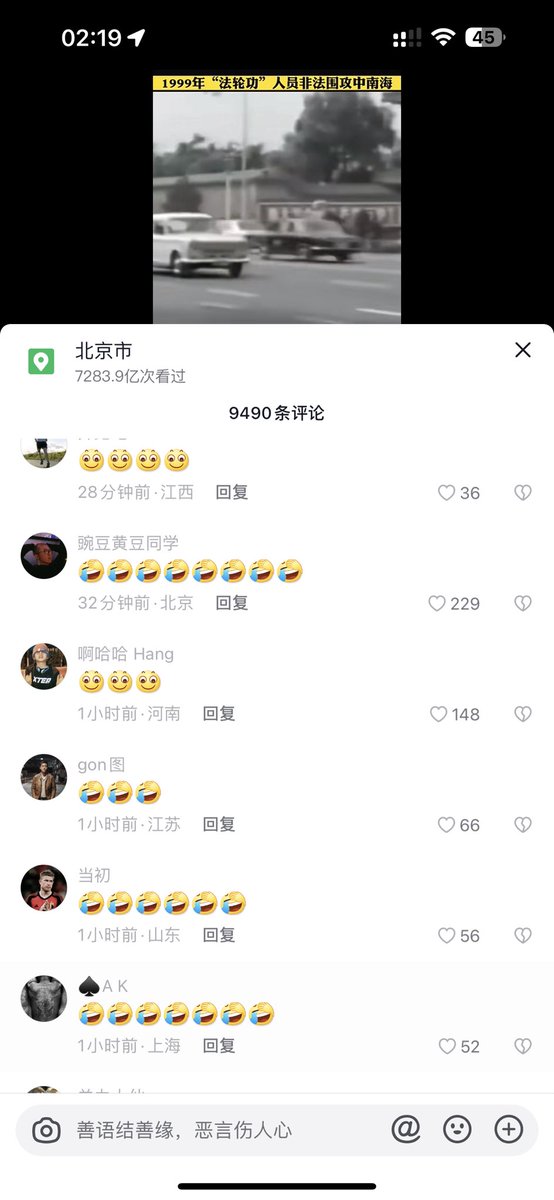 02:19
45
1999年“法轮功”人员非法围攻中南海
北京市
7283.9亿次看过
9490条评论
28分钟前·江西 回复 36
豌豆黄豆同学
32分钟前·北京 回复 229
啊哈哈 Hang
XTEP
1小时前·河南 回复 148
gon图
1小时前·江苏 回复 66
当初
1小时前·山东 回复 56
♠️A K
1小时前·上海 回复 52
善语结善缘，恶言伤人心
@